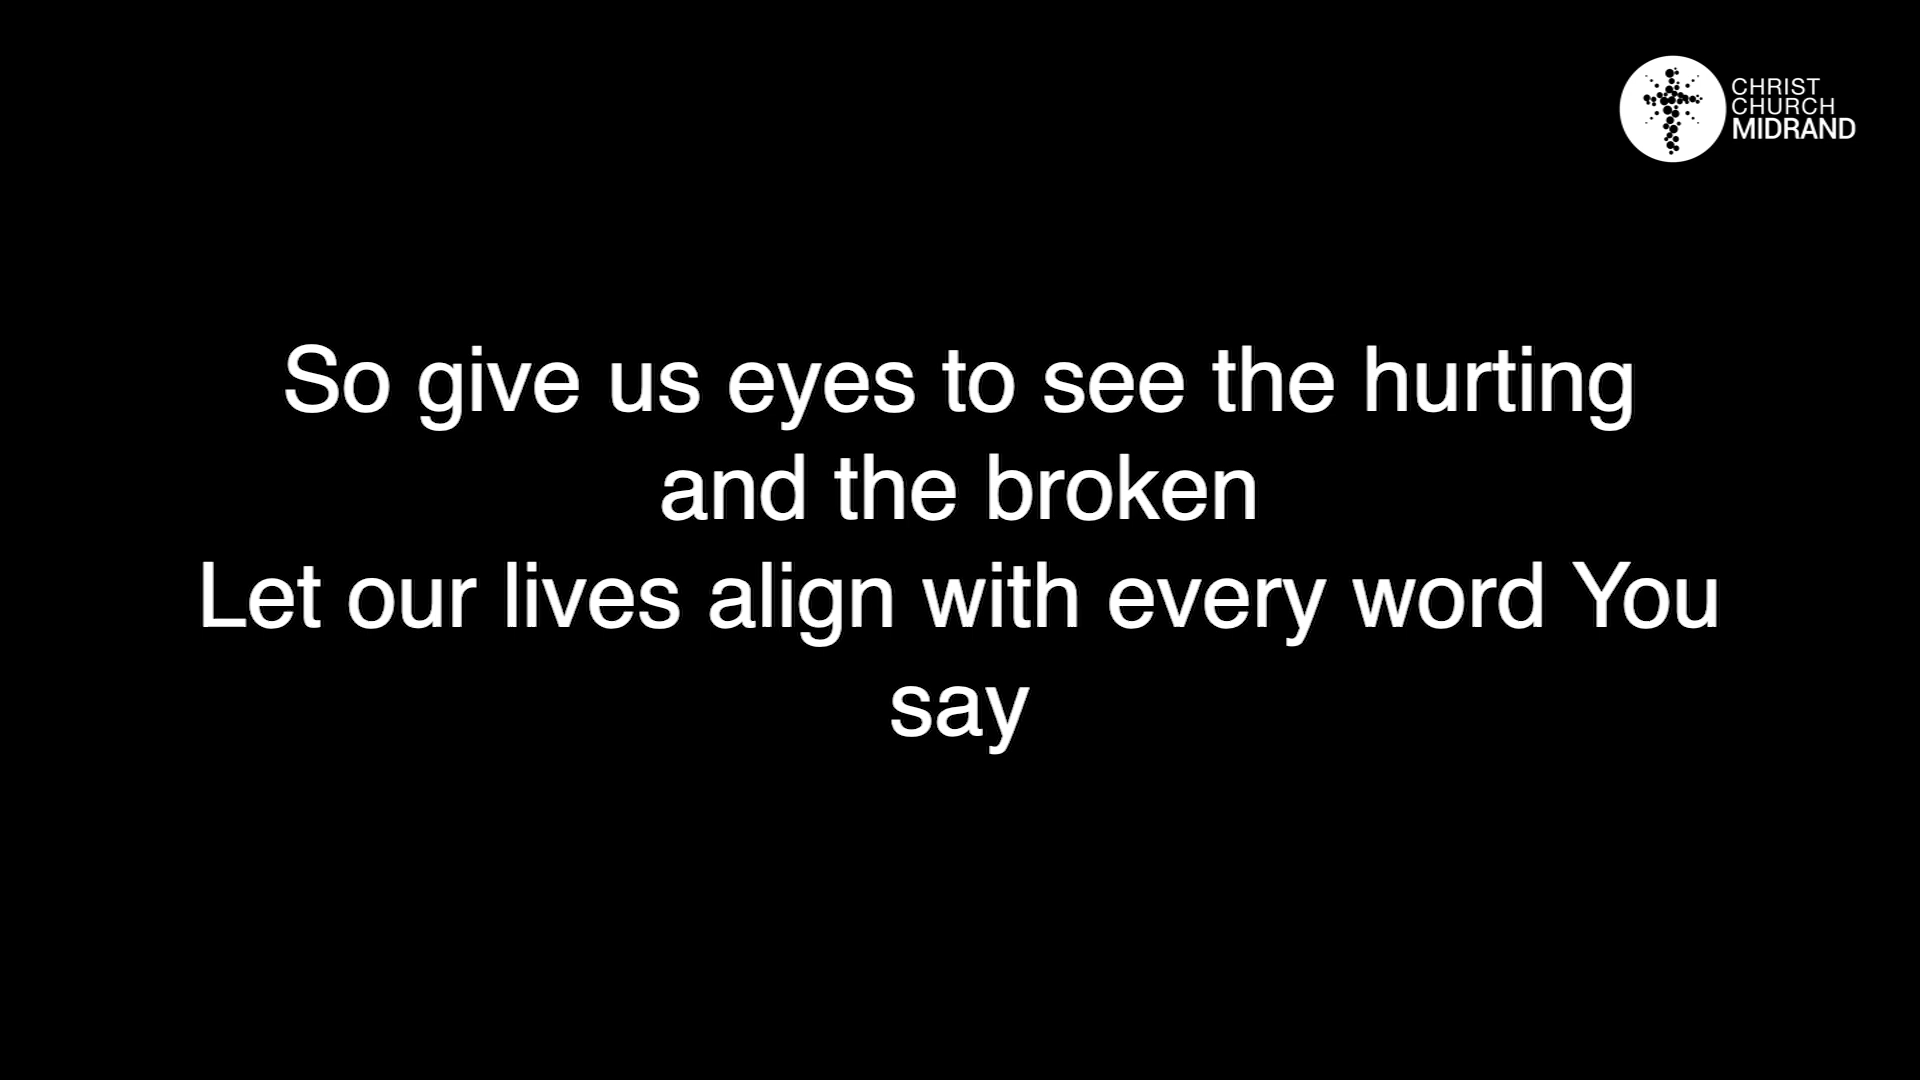 CHRIST
CHURCH
MIDRAND
So give us eyes to see the hurting
and the broken
Let our lives align with every word You
say